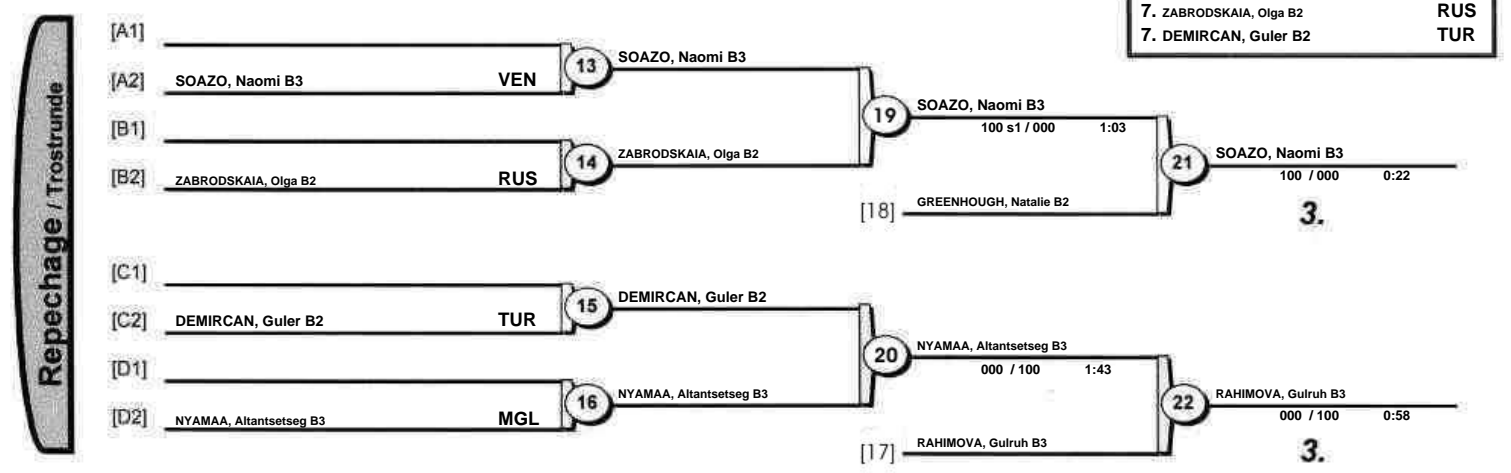 7. ZABRODSKAIA, Olga B2 RUS
7. DEMIRCAN, Guler B2 TUR
Repechage / Trostrunde
[A1]
[A2] SOAZO, Naomi B3 VEN
13 SOAZO, Naomi B3
[B1]
[B2] ZABRODSKAIA, Olga B2 RUS
14 ZABRODSKAIA, Olga B2
19 SOAZO, Naomi B3
100 s1 / 000 1:03
[18] GREENHOUGH, Natalie B2
21 SOAZO, Naomi B3
100 / 000 0:22
3.
[C1]
[C2] DEMIRCAN, Guler B2 TUR
15 DEMIRCAN, Guler B2
[D1]
[D2] NYAMAA, Altantsetseg B3 MGL
16 NYAMAA, Altantsetseg B3
20 NYAMAA, Altantsetseg B3
000 / 100 1:43
[17] RAHIMOVA, Gulruh B3
22 RAHIMOVA, Gulruh B3
000 / 100 0:58
3.